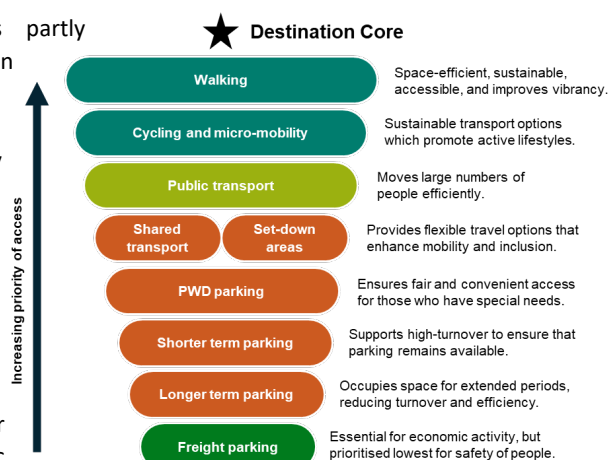 s partly
n
Destination Core
Walking
Space-efficient, sustainable,
accessible, and improves vibrancy.
Cycling and micro-mobility
Sustainable transport options
which promote active lifestyles.
Public transport
Moves large numbers of
people efficiently.
Shared
transport
Set-down
areas
Provides flexible travel options that
enhance mobility and inclusion.
PWD parking
Ensures fair and convenient access
for those who have special needs.
Shorter term parking
Supports high-turnover to ensure that
parking remains available.
Longer term parking
Occupies space for extended periods,
reducing turnover and efficiency.
Freight parking
Essential for economic activity, but
prioritised lowest for safety of people.
Increasing priority of access
r